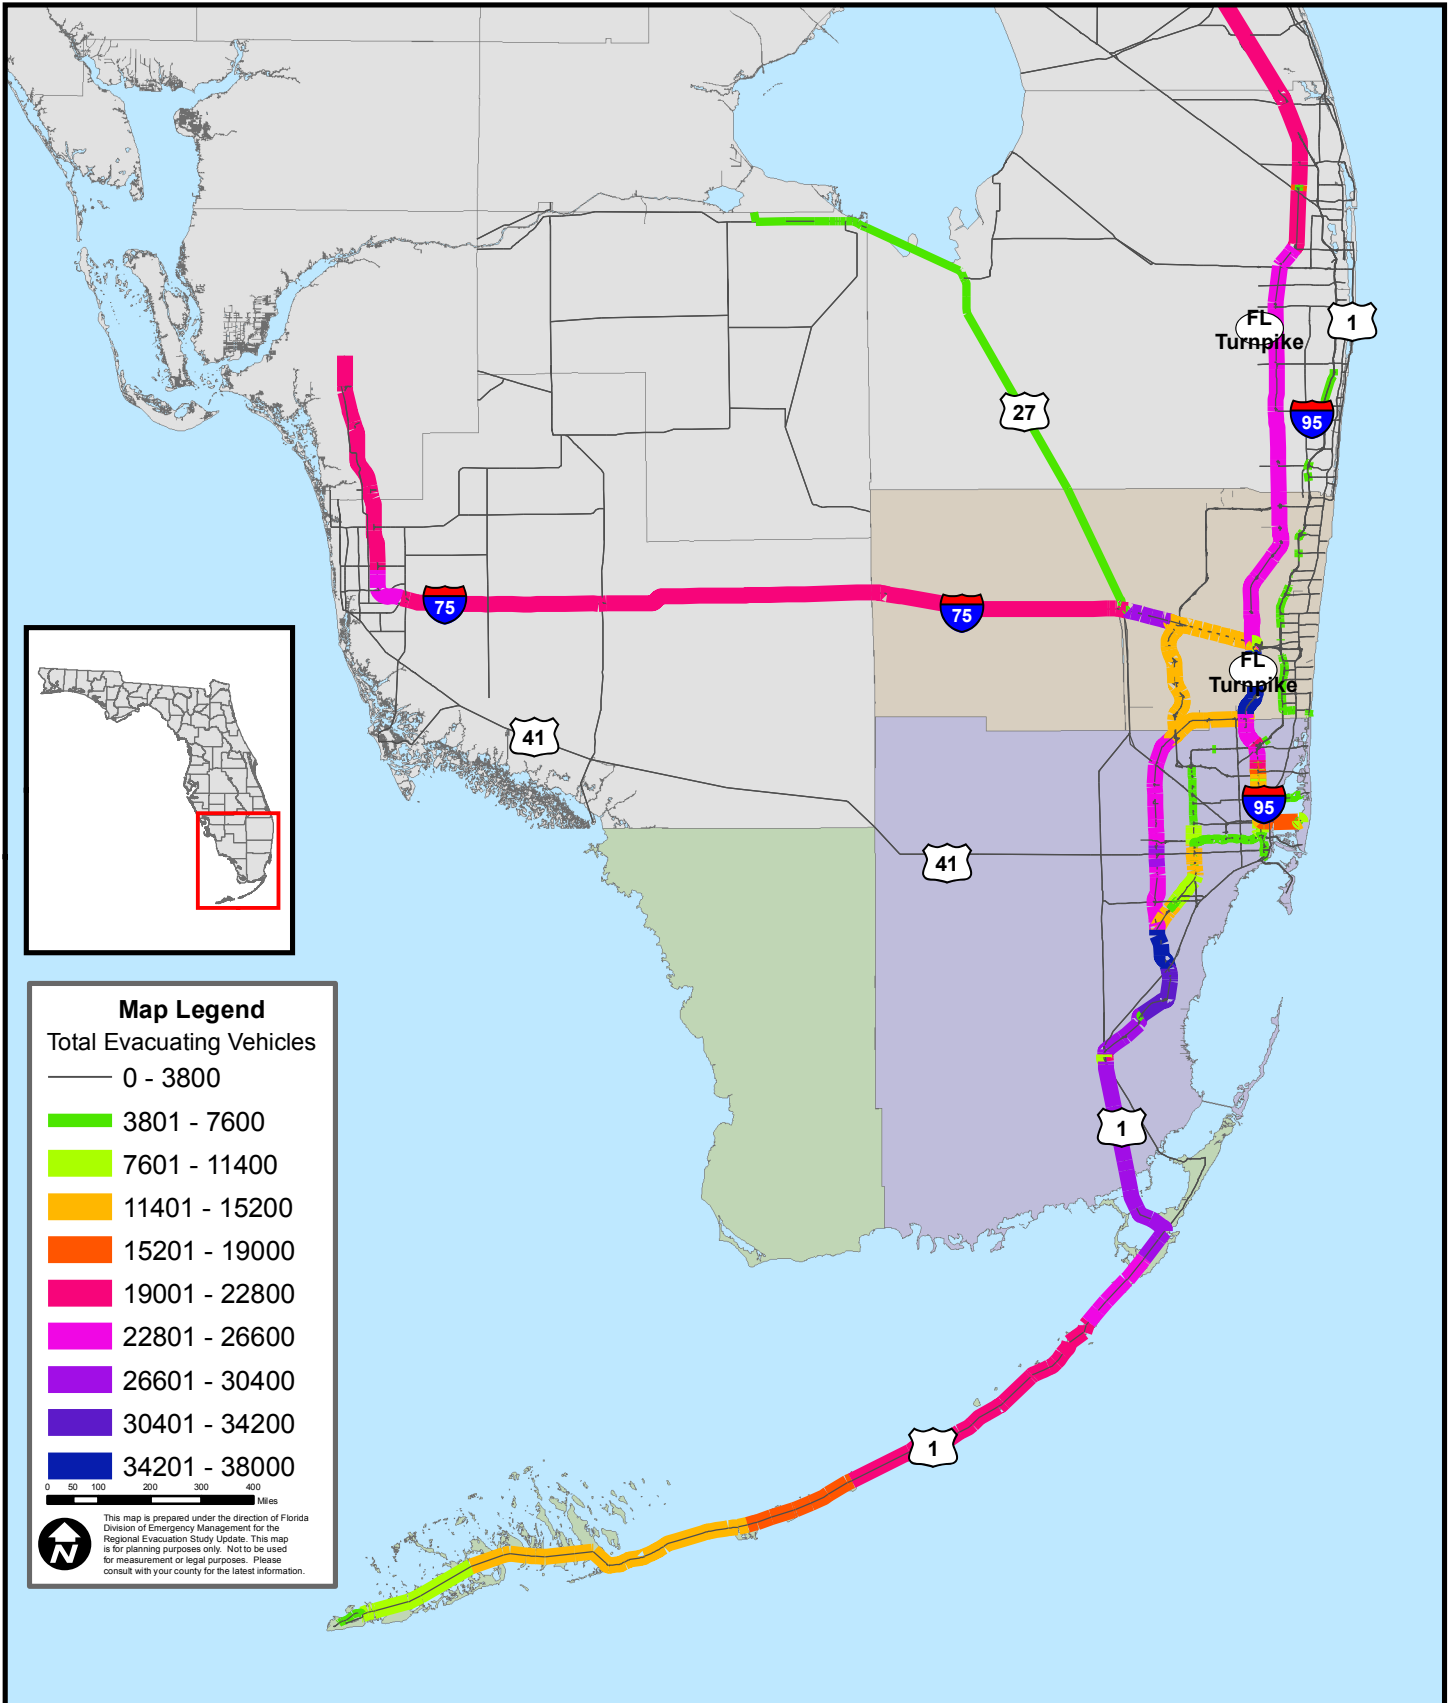 FL
Turnpike
1
95
27
75
75
FL
Turnpike
41
95
41
1
1
Map Legend
Total Evacuating Vehicles
0 - 3800
3801 - 7600
7601 - 11400
11401 - 15200
15201 - 19000
19001 - 22800
22801 - 26600
26601 - 30400
30401 - 34200
34201 - 38000
0 50 100 200 300 400
Miles
N
This map is prepared under the direction of Florida
Division of Emergency Management for the
Regional Evacuation Study Update. This map
is for planning purposes only. Not to be used
for measurement or legal purposes. Please
consult with your county for the latest information.